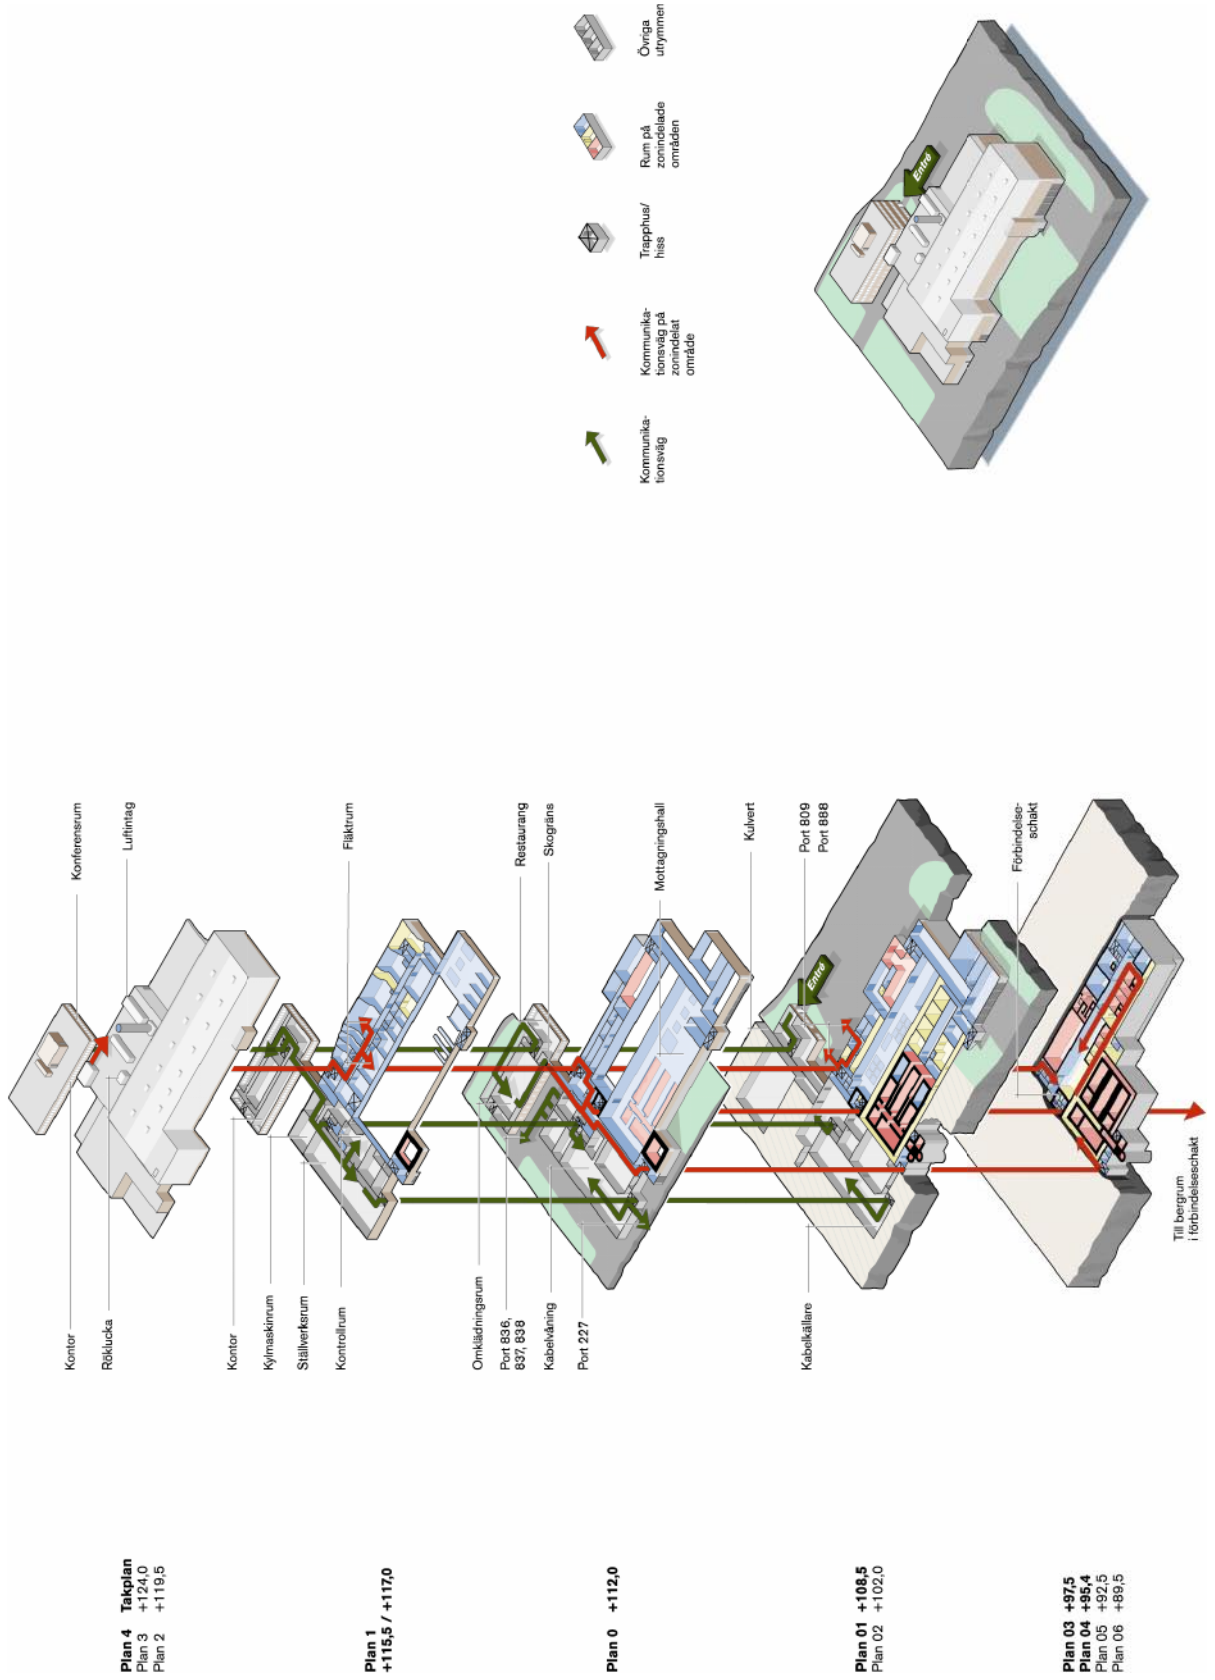 Övriga
utrymmen
Rum på
zonindelade
områden
Trapphus/
hiss
Kommunika-
tionsväg på
zonindelat
område
Kommunika-
tionsväg
Entré
Konferensrum
Luftintag
Kontor
Röklucka
Plan 4 Takplan
Plan 3 +124,0
Plan 2 +119,5
Fläktrum
Kontor
Kylmaskinrum
Ställverksrum
Kontrollrum
Plan 1
+115,5 / +117,0
Restaurang
Skogräns
Mottagningshall
Omklädningsrum
Port 836,
837, 838
Kabelvåning
Port 227
Plan 0 +112,0
Kulvert
Port 809
Port 888
Entré
Kabelkällare
Plan 01 +108,5
Plan 02 +102,0
Förbindelse-
schakt
Till bergrum
i förbindelseschakt
Plan 03 +97,5
Plan 04 +95,4
Plan 05 +92,5
Plan 06 +89,5